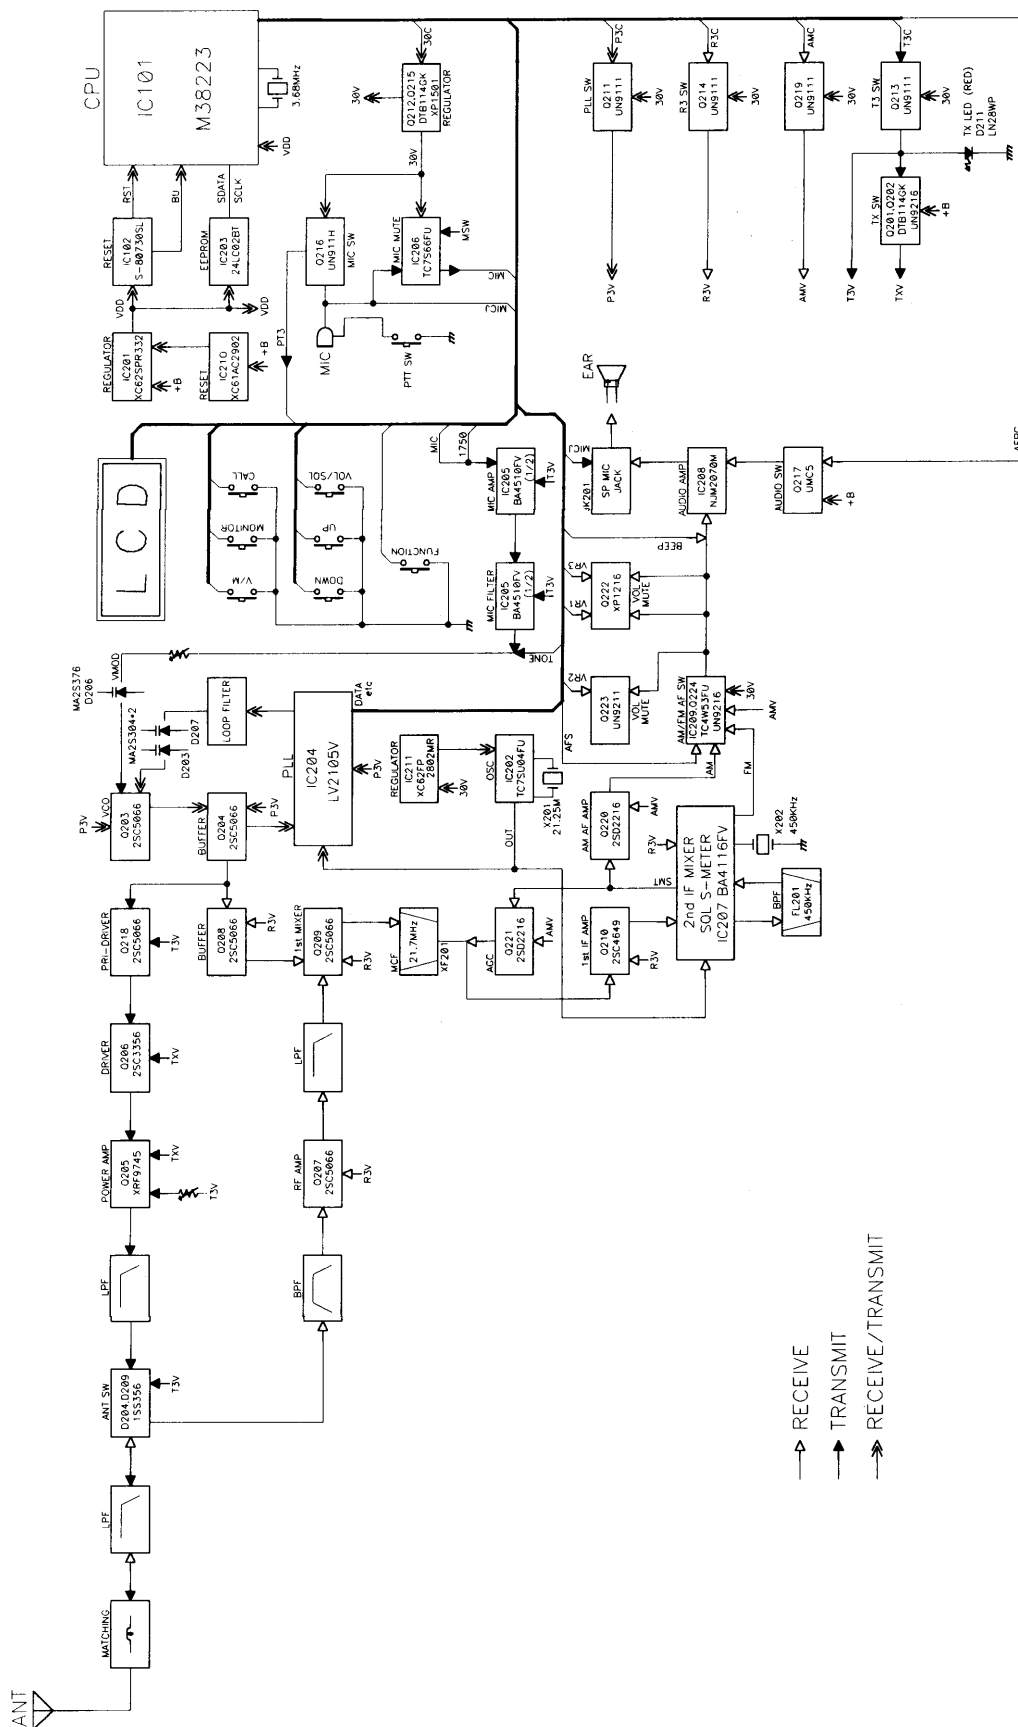 ANT
MATCHING
LPF
ANT SW
D204,D209
1SS356
T3V
LPF
POWER AMP
Q205
XRF9745
T3V
TXV
DRIVER
Q206
2SC3356
TXV
PRI-DRIVER
Q218
2SC5066
T3V
P3V
VCO
Q203
2SC5066
BUFFER
Q204
2SC5066
P3V
BUFFER
Q208
2SC5066
R3V
MA2S376
D206
VMOD
MA2S304*2
D203
D207
LOOP FILTER
PLL
IC204
LV2105V
P3V
DATA
etc
BPF
RF AMP
Q207
2SC5066
R3V
LPF
1st MIXER
Q209
2SC5066
R3V
MCF
21.7MHz
XF201
AGC
Q221
2SD2216
AMV
1st IF AMP
Q210
2SC4649
R3V
REGULATOR
IC211
XC62FP
2802MR
30V
OSC
IC202
TC7SU04FU
OUT
X201
21.25M
AM AF AMP
Q220
2SD2216
AMV
SMT
R3V
2nd IF MIXER
SQL S-METER
IC207 BA4116FV
BPF
FL201
450KHz
X202
450KHz
AM
FM
AFS
AM/FM AF SW
IC209,Q224
TC4W53FU
UN9216
30V
AMV
VR2
Q223
UN9211
VOL
MUTE
VR1
VR3
Q222
XP1216
VOL
MUTE
BEEP
AUDIO AMP
IC208
NJM2070M
AUDIO SW
Q217
UMC5
+B
JK201
SP MIC
JACK
MICJ
EAR
TONE
MIC FILTER
IC205
BA4510FV
(1/2)
T3V
MIC AMP
IC205
BA4510FV
(1/2)
T3V
MIC
1750
LCD
V/M
MONITOR
CALL
DOWN
UP
VOL/SQL
FUNCTION
REGULATOR
IC201
XC62SPR332
+B
RESET
IC210
XC61AC2902
+B
VDD
VDD
RESET
IC102
S-80730SL
EEPROM
IC203
24LC02BT
RST
BU
SDATA
SCLK
CPU
IC101
M38223
3.68MHz
VDD
PT3
MIC
PTT SW
Q216
UN911H
MIC SW
MIC MUTE
IC206
TC7S66FU
MSW
MIC
MICJ
30V
30V
Q212,Q215
DTB114GK
XP1501
REGULATOR
30C
P3C
PLL SW
Q211
UN9111
30V
P3V
R3C
R3 SW
Q214
UN9111
30V
R3V
AMC
Q219
UN9111
30V
AMV
T3C
T3 SW
Q213
UN9111
30V
T3V
TX LED (RED)
D211
LN28WP
TX SW
Q201,Q202
DTB114GK
UN9216
+B
TXV
RECEIVE
TRANSMIT
RECEIVE/TRANSMIT